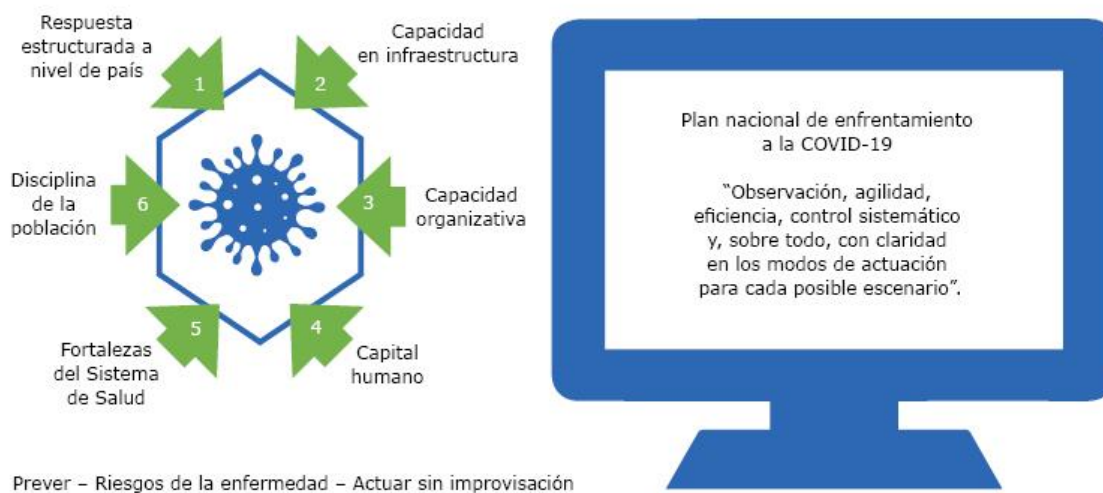 Respuesta
estructurada a
nivel de país
1
2
Capacidad
en infraestructura
Disciplina
de la
población
6
3
Capacidad
organizativa
5
4
Fortalezas
del Sistema
de Salud
Capital
humano
Prever – Riesgos de la enfermedad – Actuar sin improvisación
Plan nacional de enfrentamiento
a la COVID-19
“Observación, agilidad,
eficiencia, control sistemático
y, sobre todo, con claridad
en los modos de actuación
para cada posible escenario”.